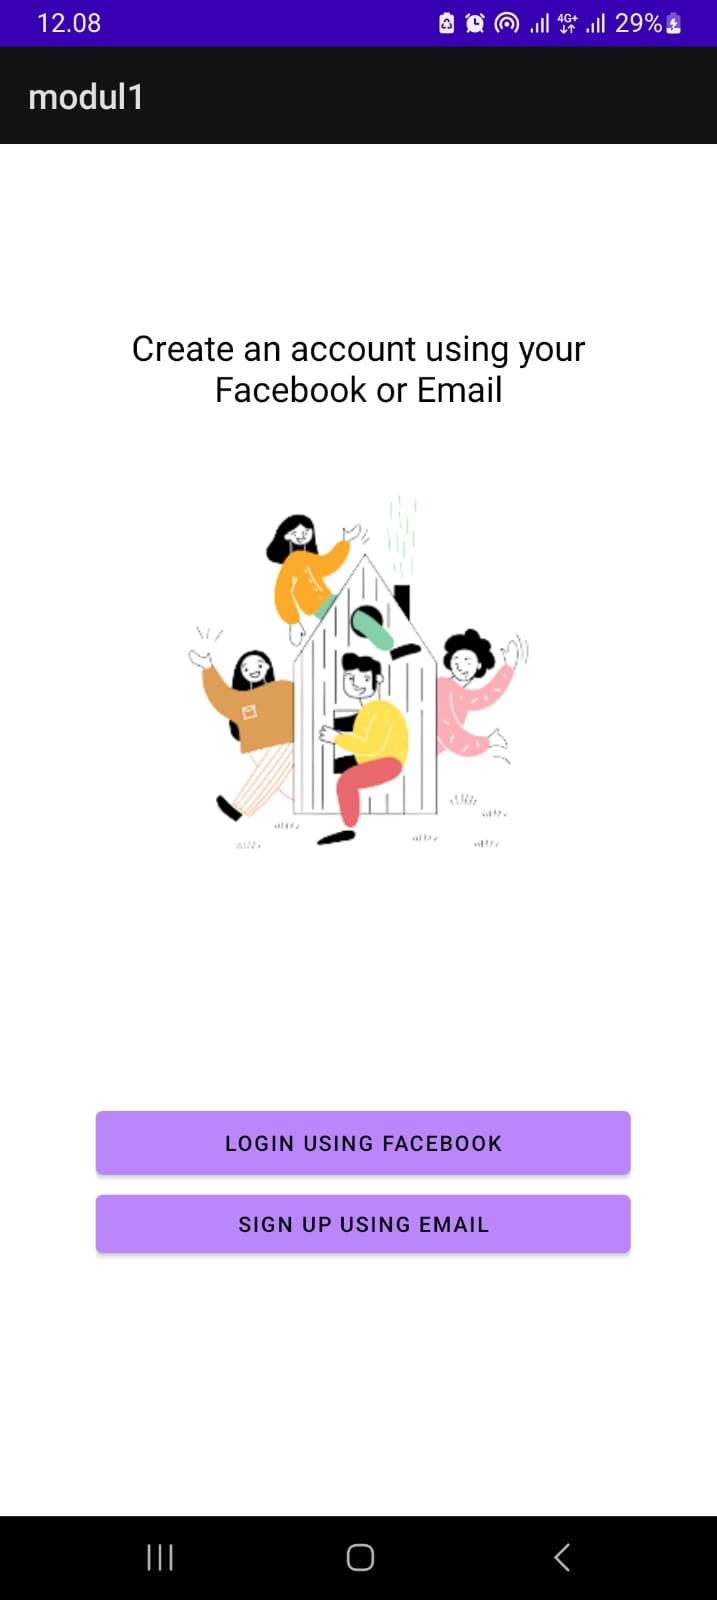 12.08
4G+
29%
modul1
Create an account using your
Facebook or Email
LOGIN USING FACEBOOK
SIGN UP USING EMAIL